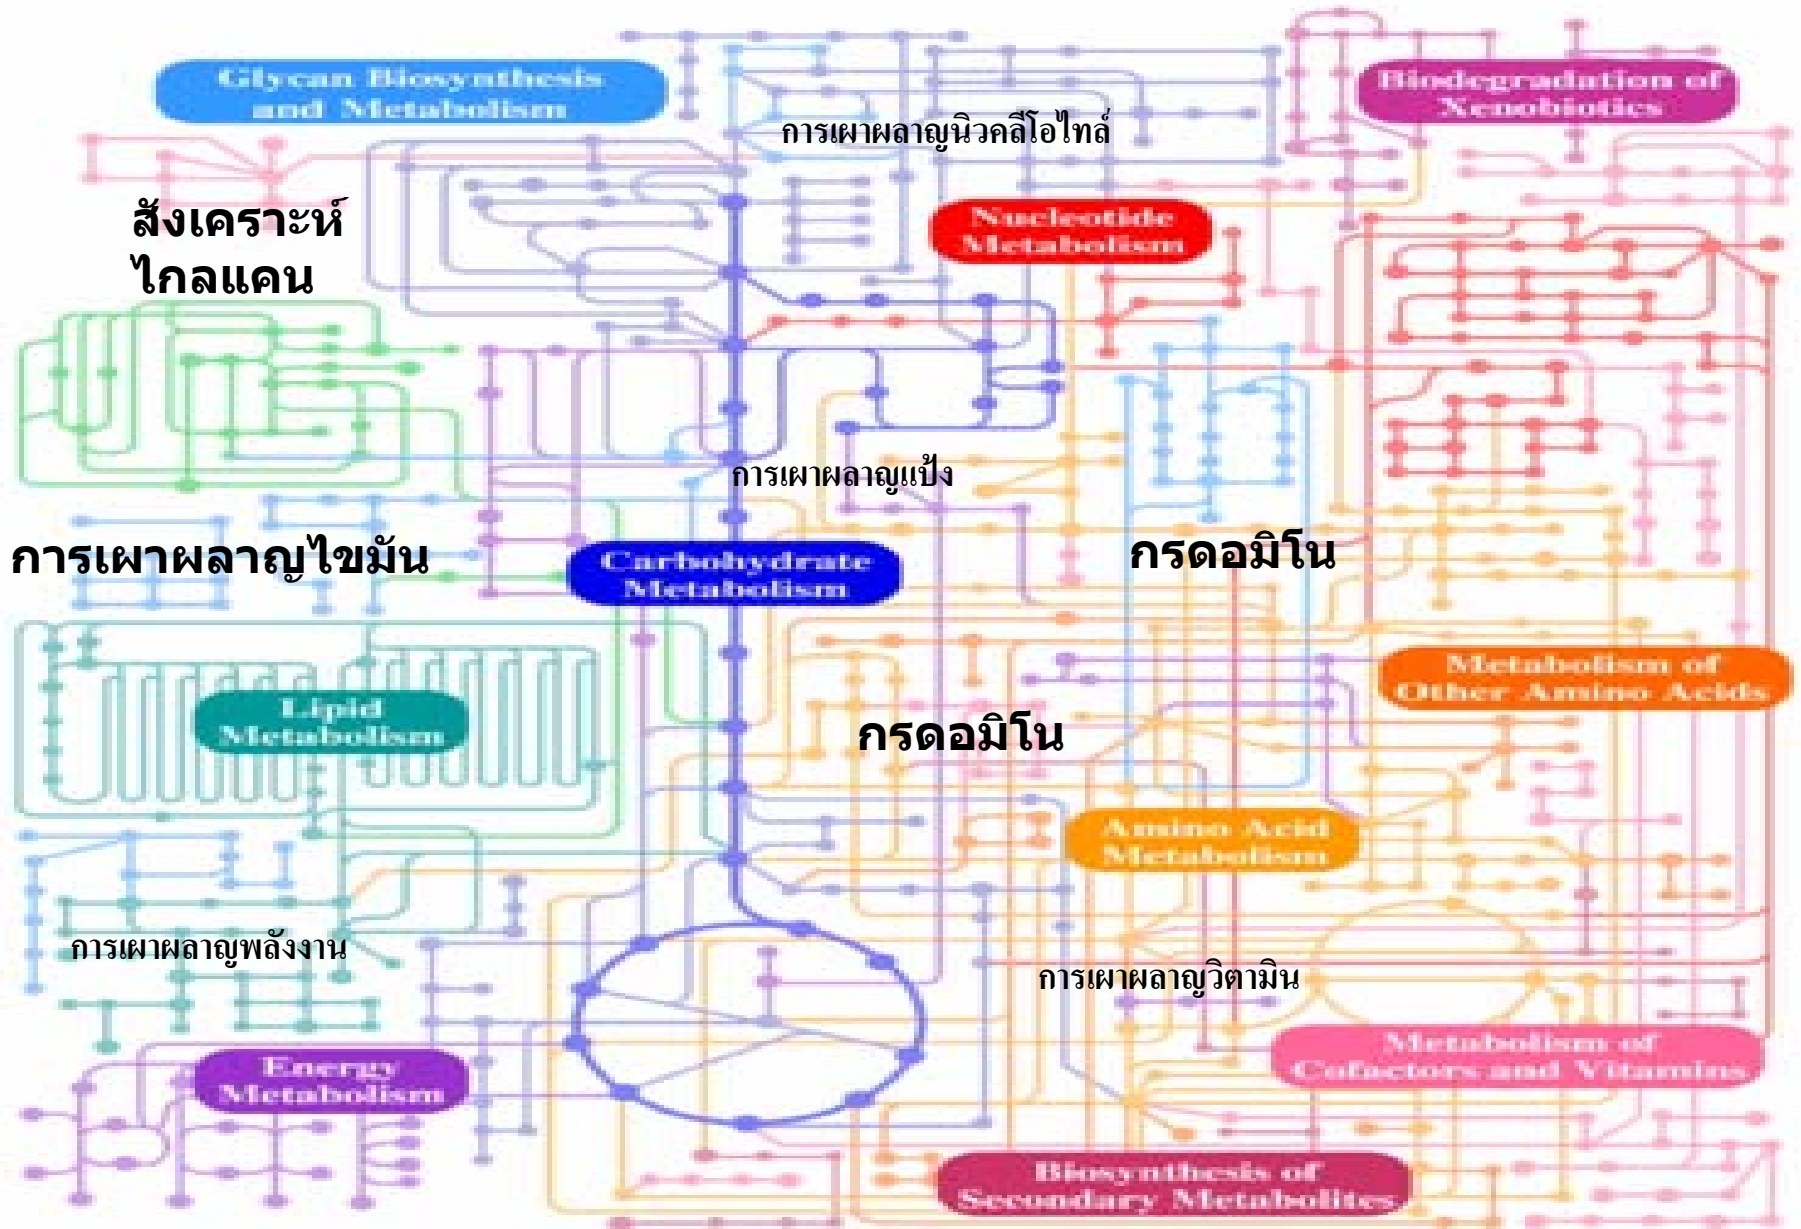 Glycan Biosynthesis
and Metabolism
Biodegradation of
Xenobiotics
การเผาผลาญนิวคลีโอไทล์
สังเคราะห์
ไกลแคน
Nucleotide
Metabolism
การเผาผลาญแป้ง
การเผาผลาญไขมัน
Carbohydrate
Metabolism
กรดอมิโน
Metabolism of
Other Amino Acids
Lipid
Metabolism
กรดอมิโน
Amino Acid
Metabolism
การเผาผลาญพลังงาน
การเผาผลาญวิตามิน
Metabolism of
Cofactors and Vitamins
Energy
Metabolism
Biosynthesis of
Secondary Metabolites